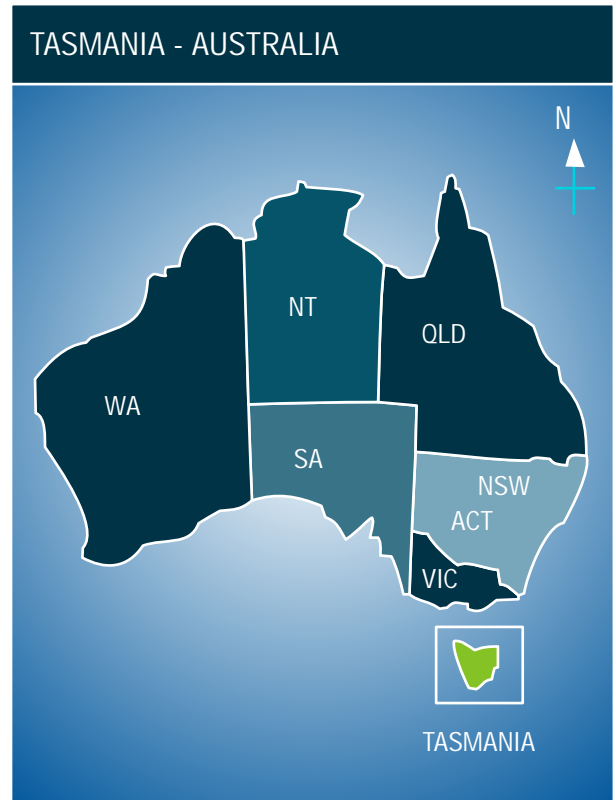 TASMANIA - AUSTRALIA
N
NT
QLD
WA
SA
NSW
ACT
VIC
TASMANIA